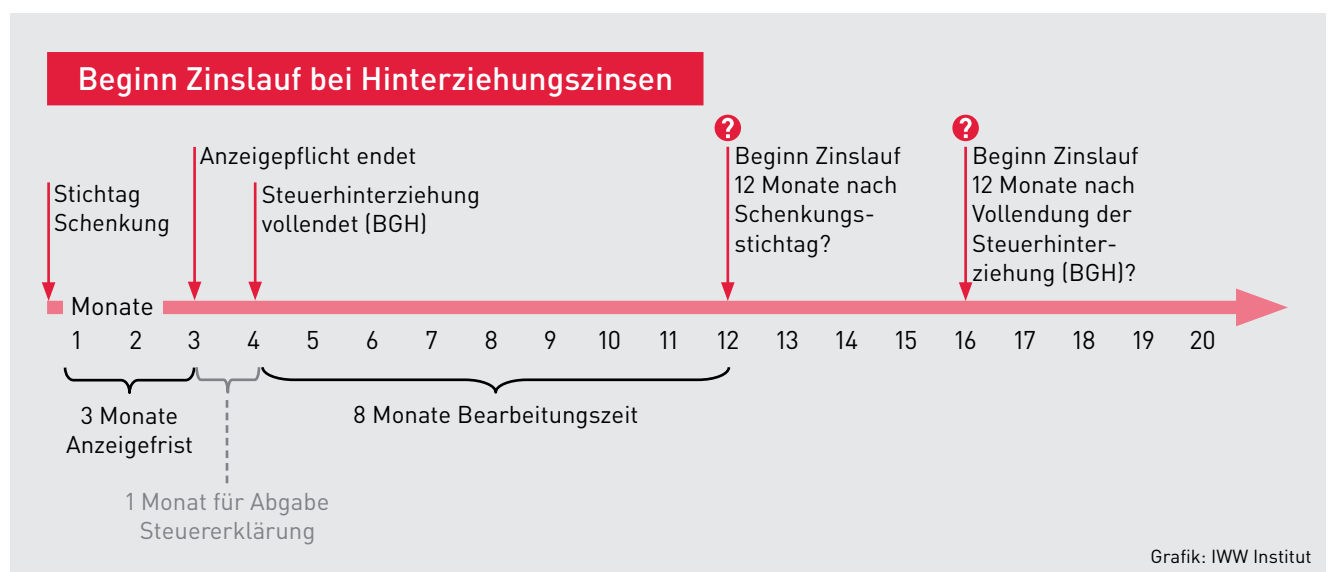 Beginn Zinslauf bei Hinterziehungszinsen
Stichtag
Schenkung
Anzeigepflicht endet
Steuerhinterziehung
vollendet (BGH)
?
Beginn Zinslauf
12 Monate nach
Schenkungs-
stichtag?
?
Beginn Zinslauf
12 Monate nach
Vollendung der
Steuerhinter-
ziehung (BGH)?
Monate
1 2 3 4 5 6 7 8 9 10 11 12 13 14 15 16 17 18 19 20
3 Monate
Anzeigefrist
8 Monate Bearbeitungszeit
1 Monat für Abgabe
Steuererklärung
Grafik: IWW Institut